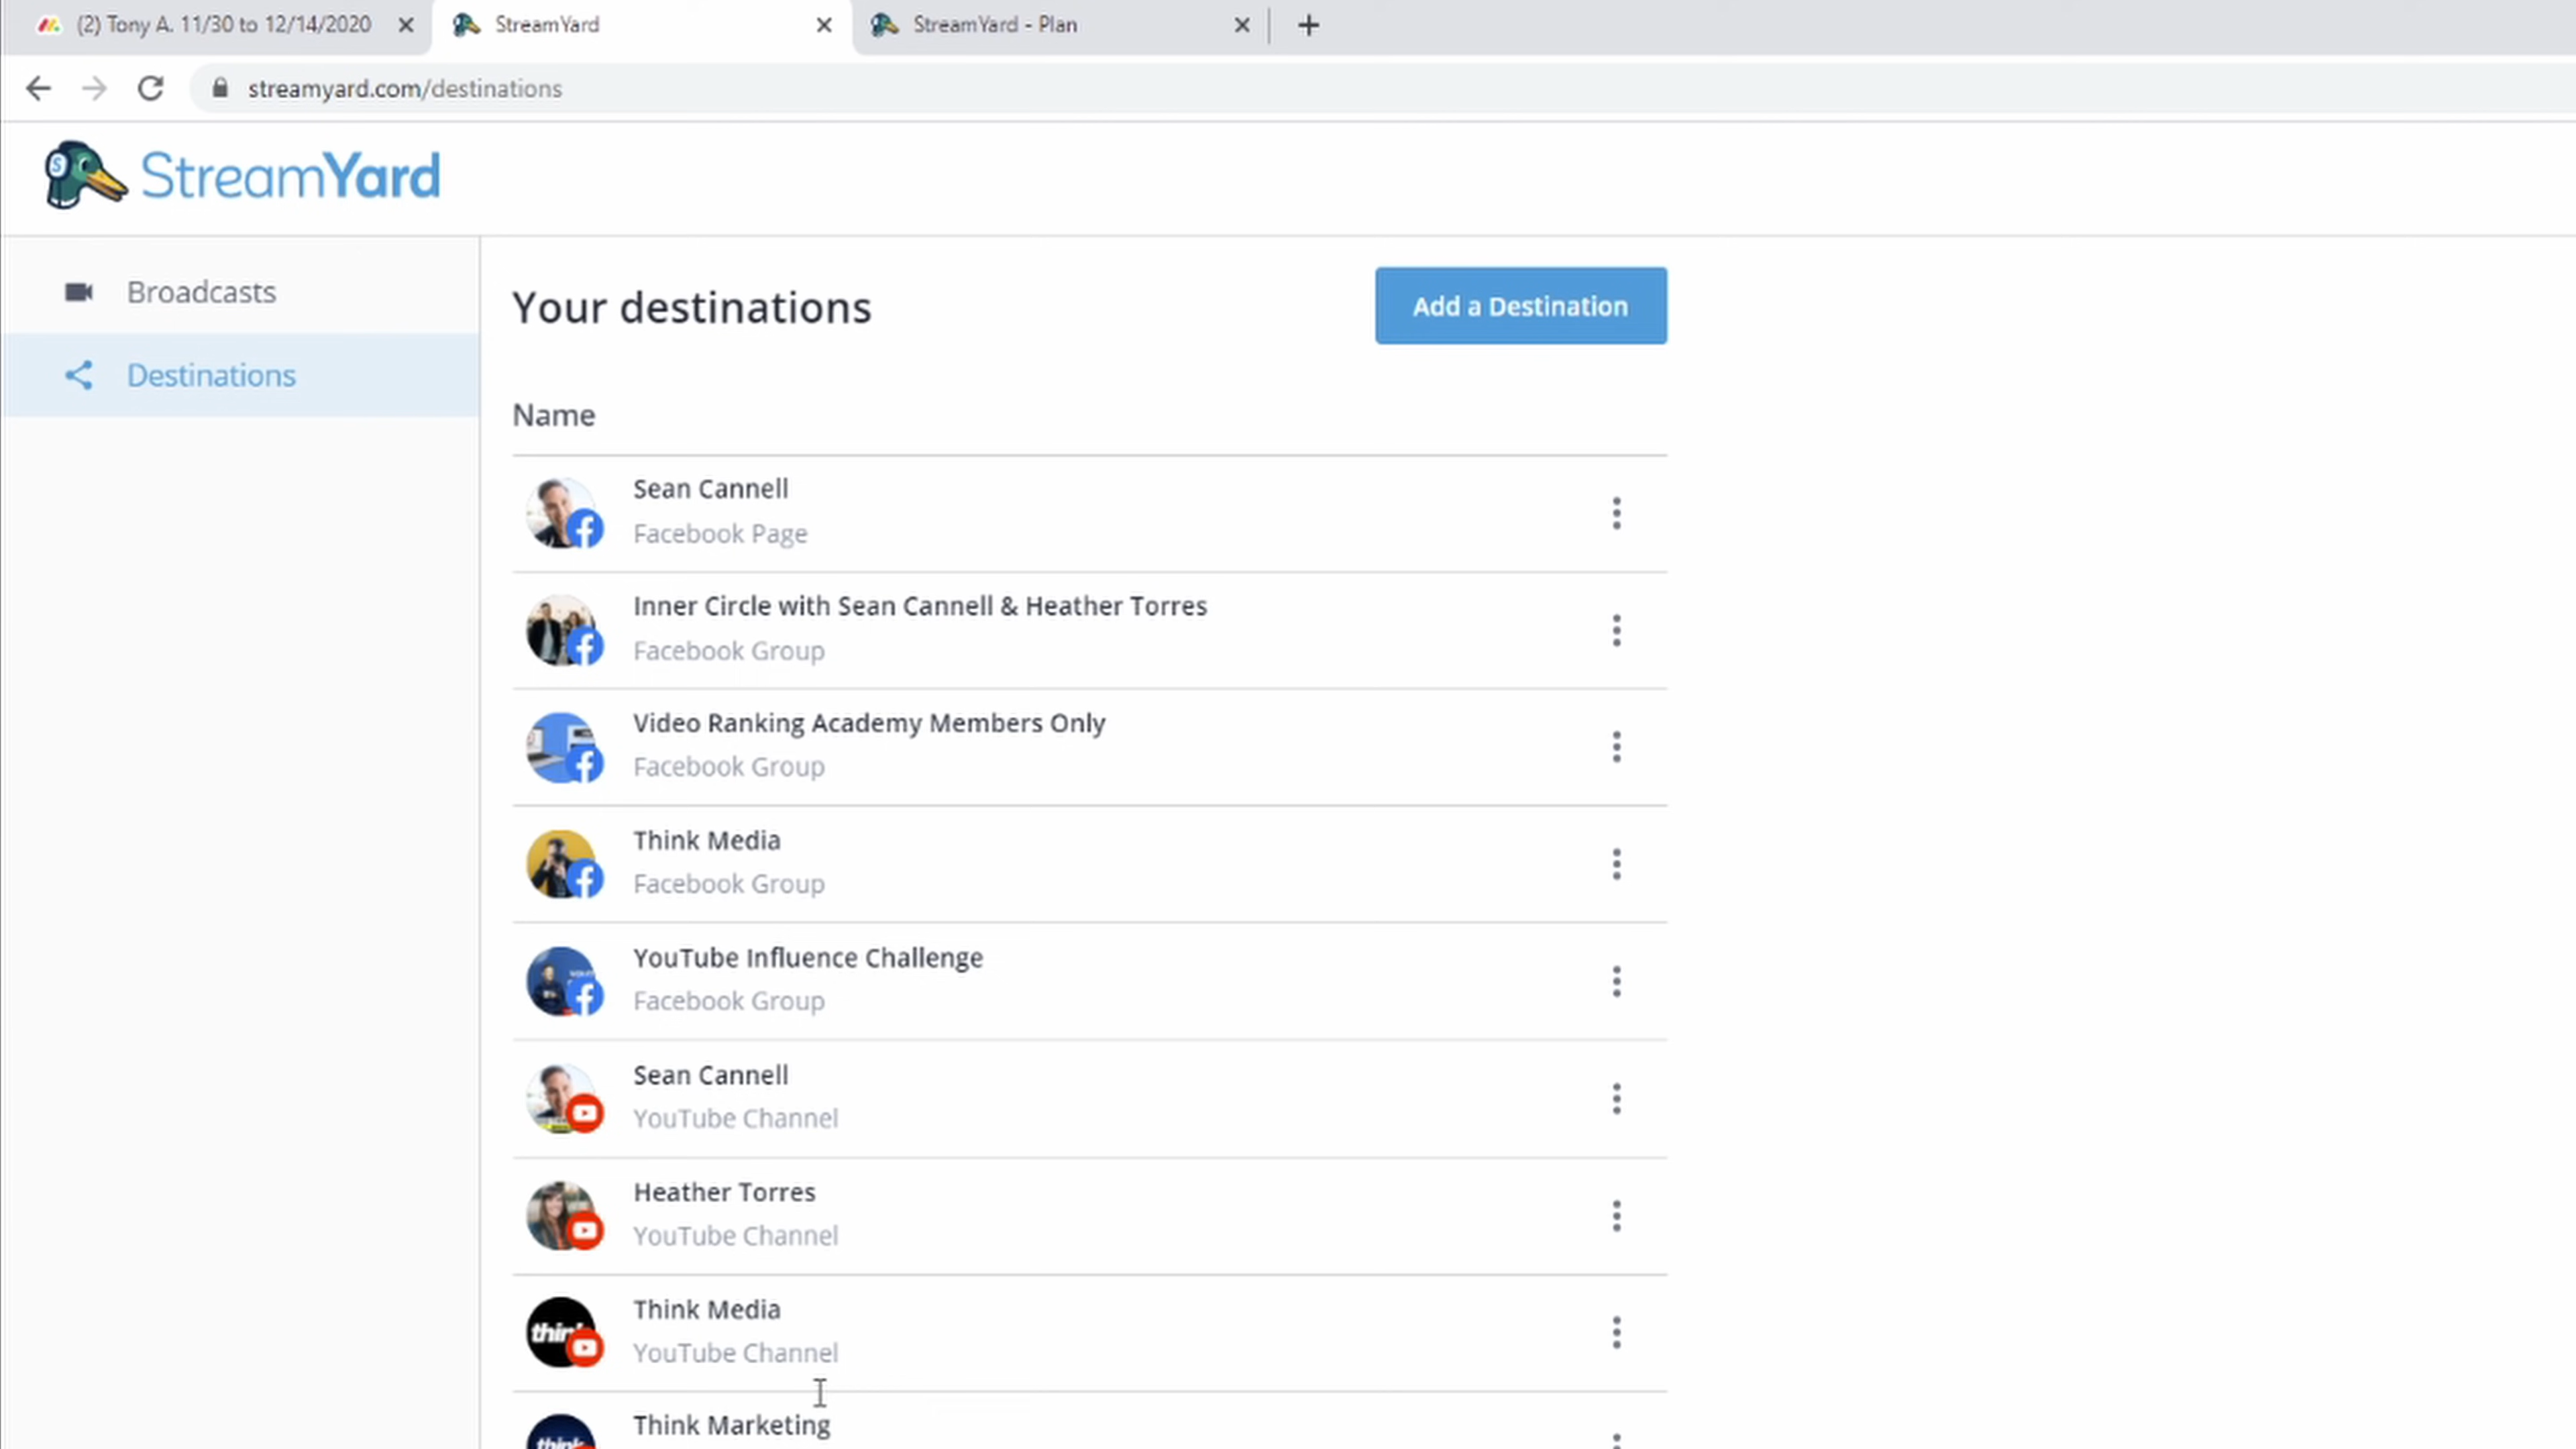 (2) Tony A. 11/30 to 12/14/2020
StreamYard
StreamYard - Plan
streamyard.com/destinations
StreamYard
Broadcasts
Destinations
Your destinations
Add a Destination
Name
Sean Cannell
Facebook Page
Inner Circle with Sean Cannell & Heather Torres
Facebook Group
Video Ranking Academy Members Only
Facebook Group
Think Media
Facebook Group
YouTube Influence Challenge
Facebook Group
Sean Cannell
YouTube Channel
Heather Torres
YouTube Channel
think
Think Media
YouTube Channel
think
Think Marketing